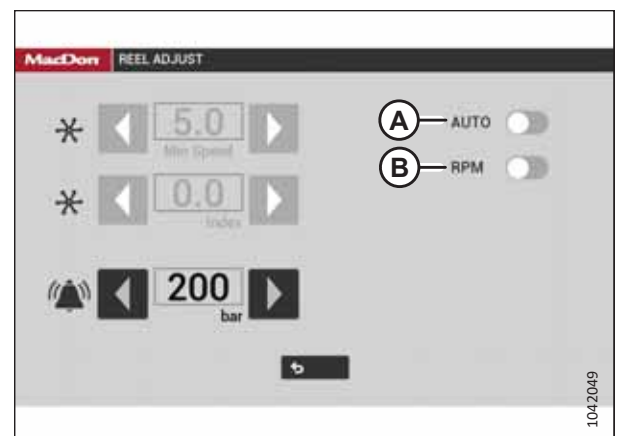 MacDon REEL ADJUST
5.0
Min Speed
0.0
Index
200
bar
A AUTO
B RPM
1042049